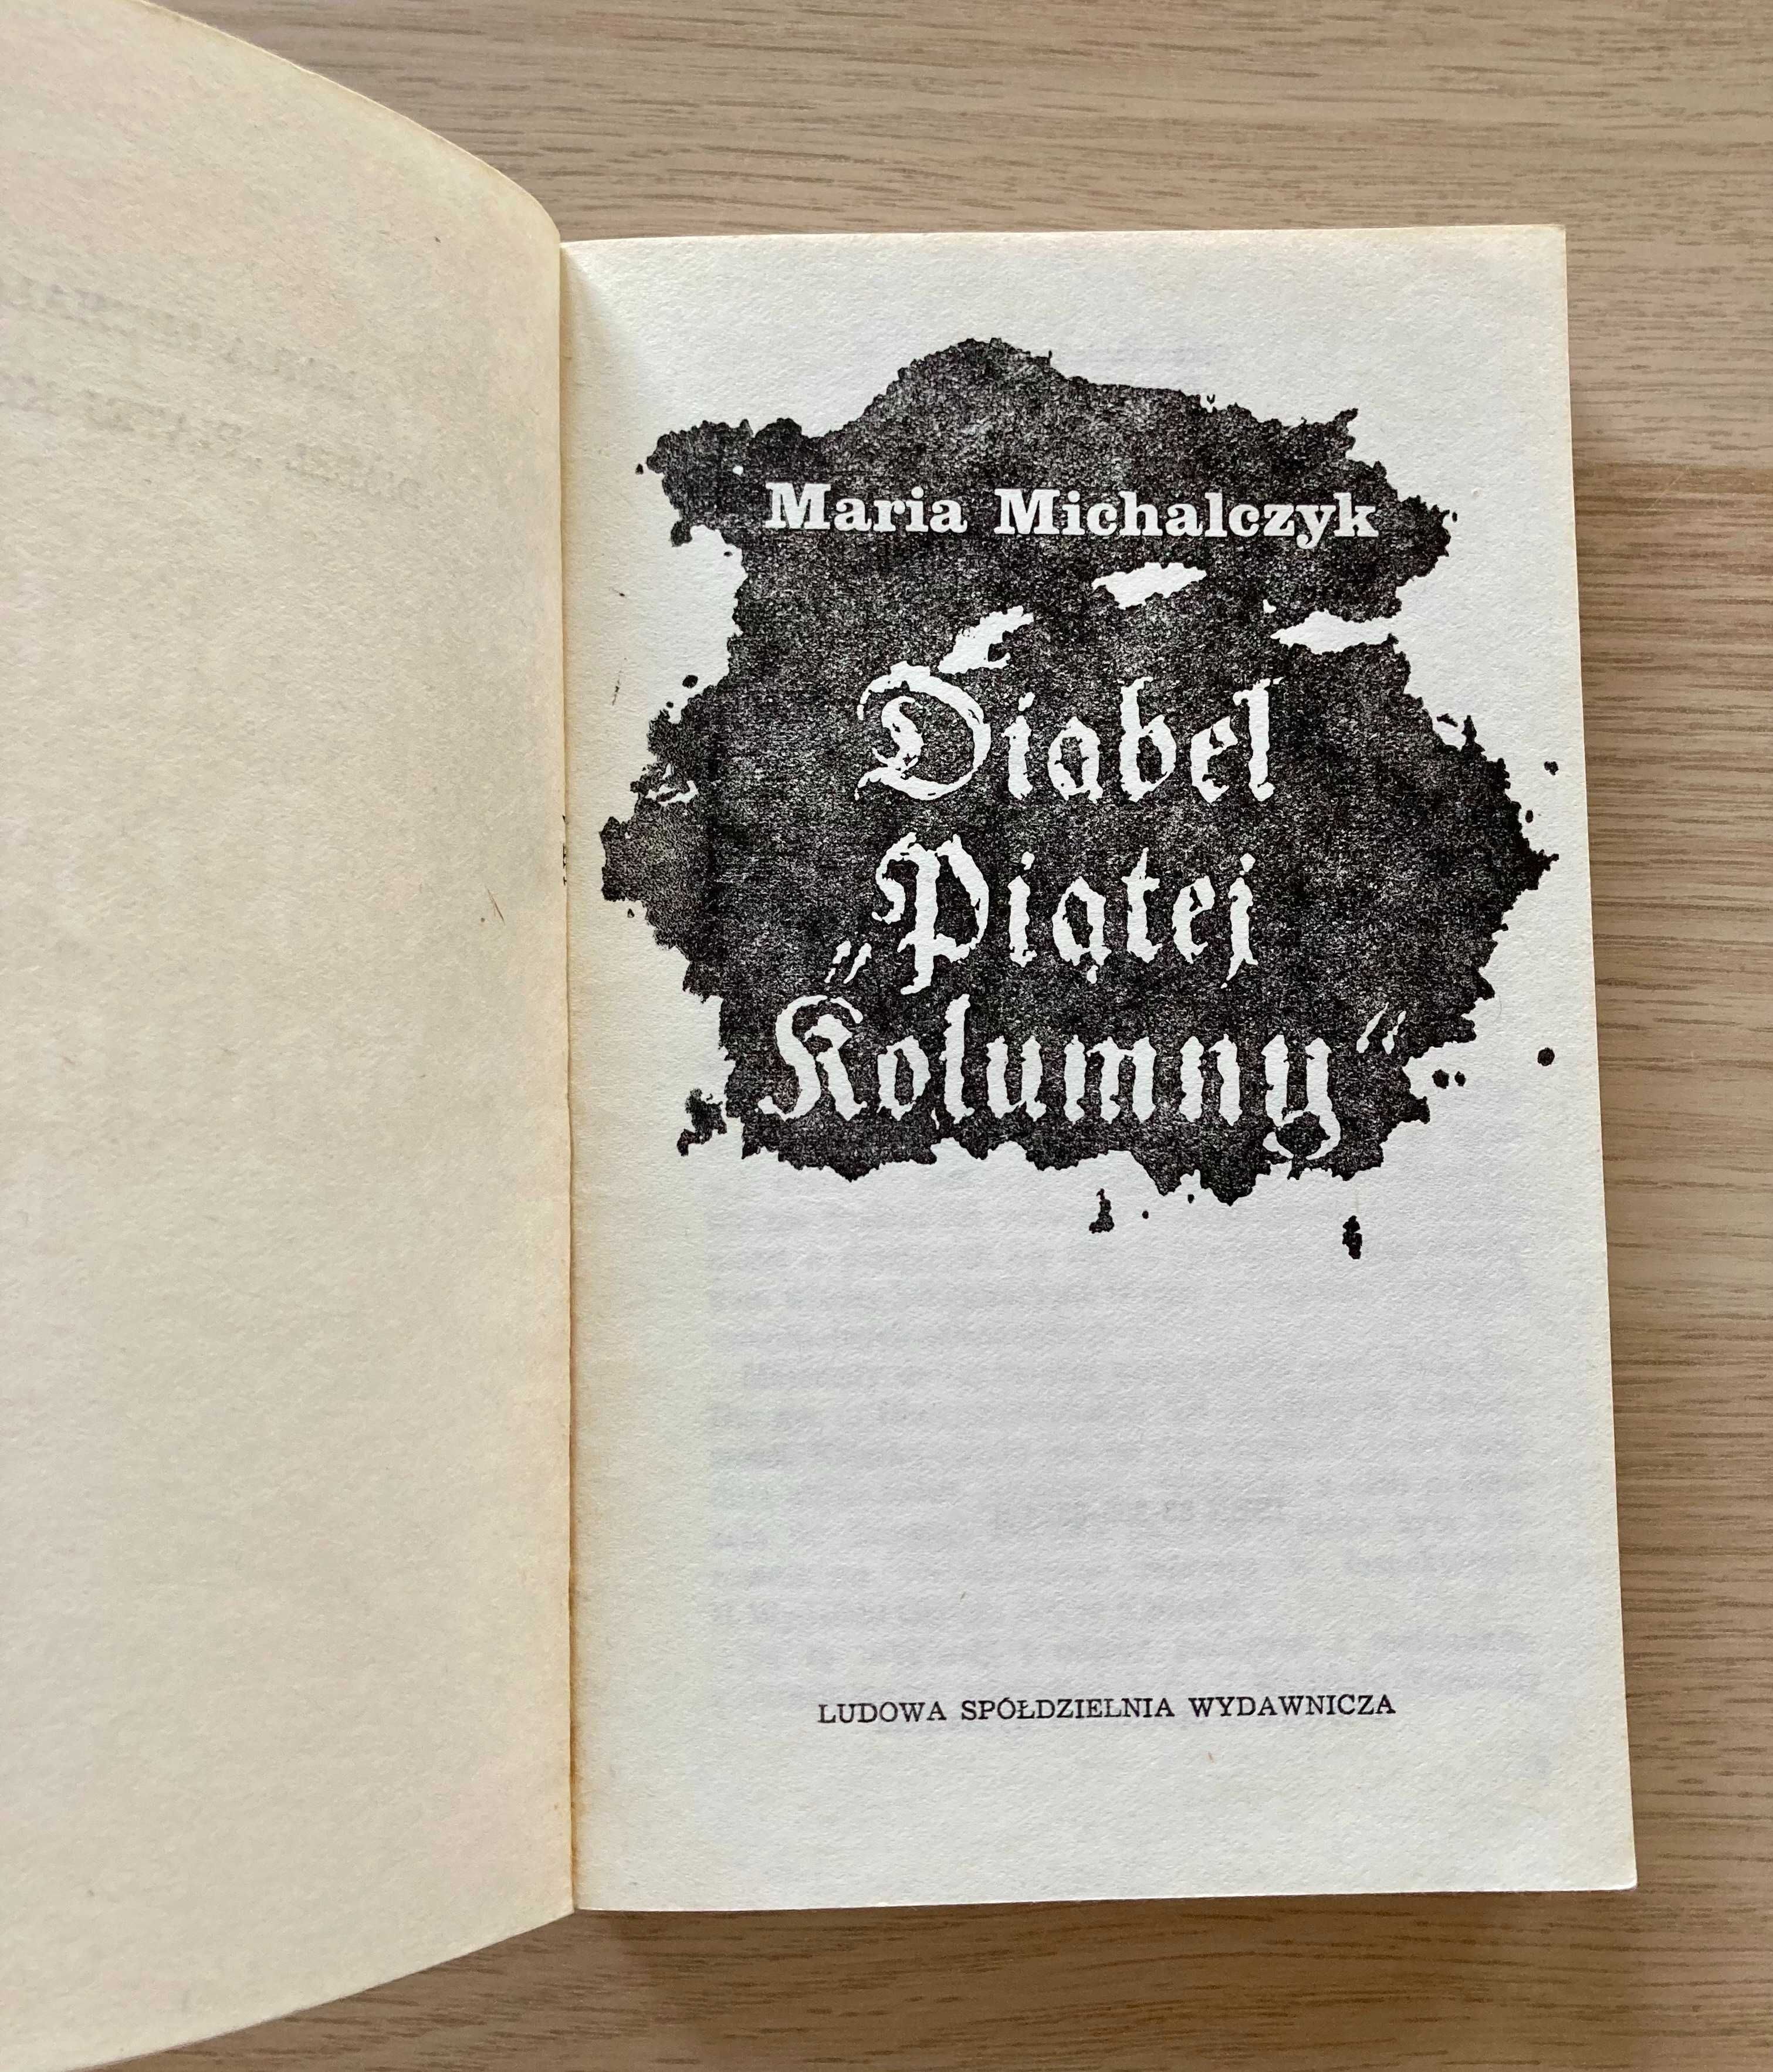 Maria Michalczyk
Diabeł
„Piątej
Kolumny”
LUDOWA SPÓŁDZIELNIA WYDAWNICZA